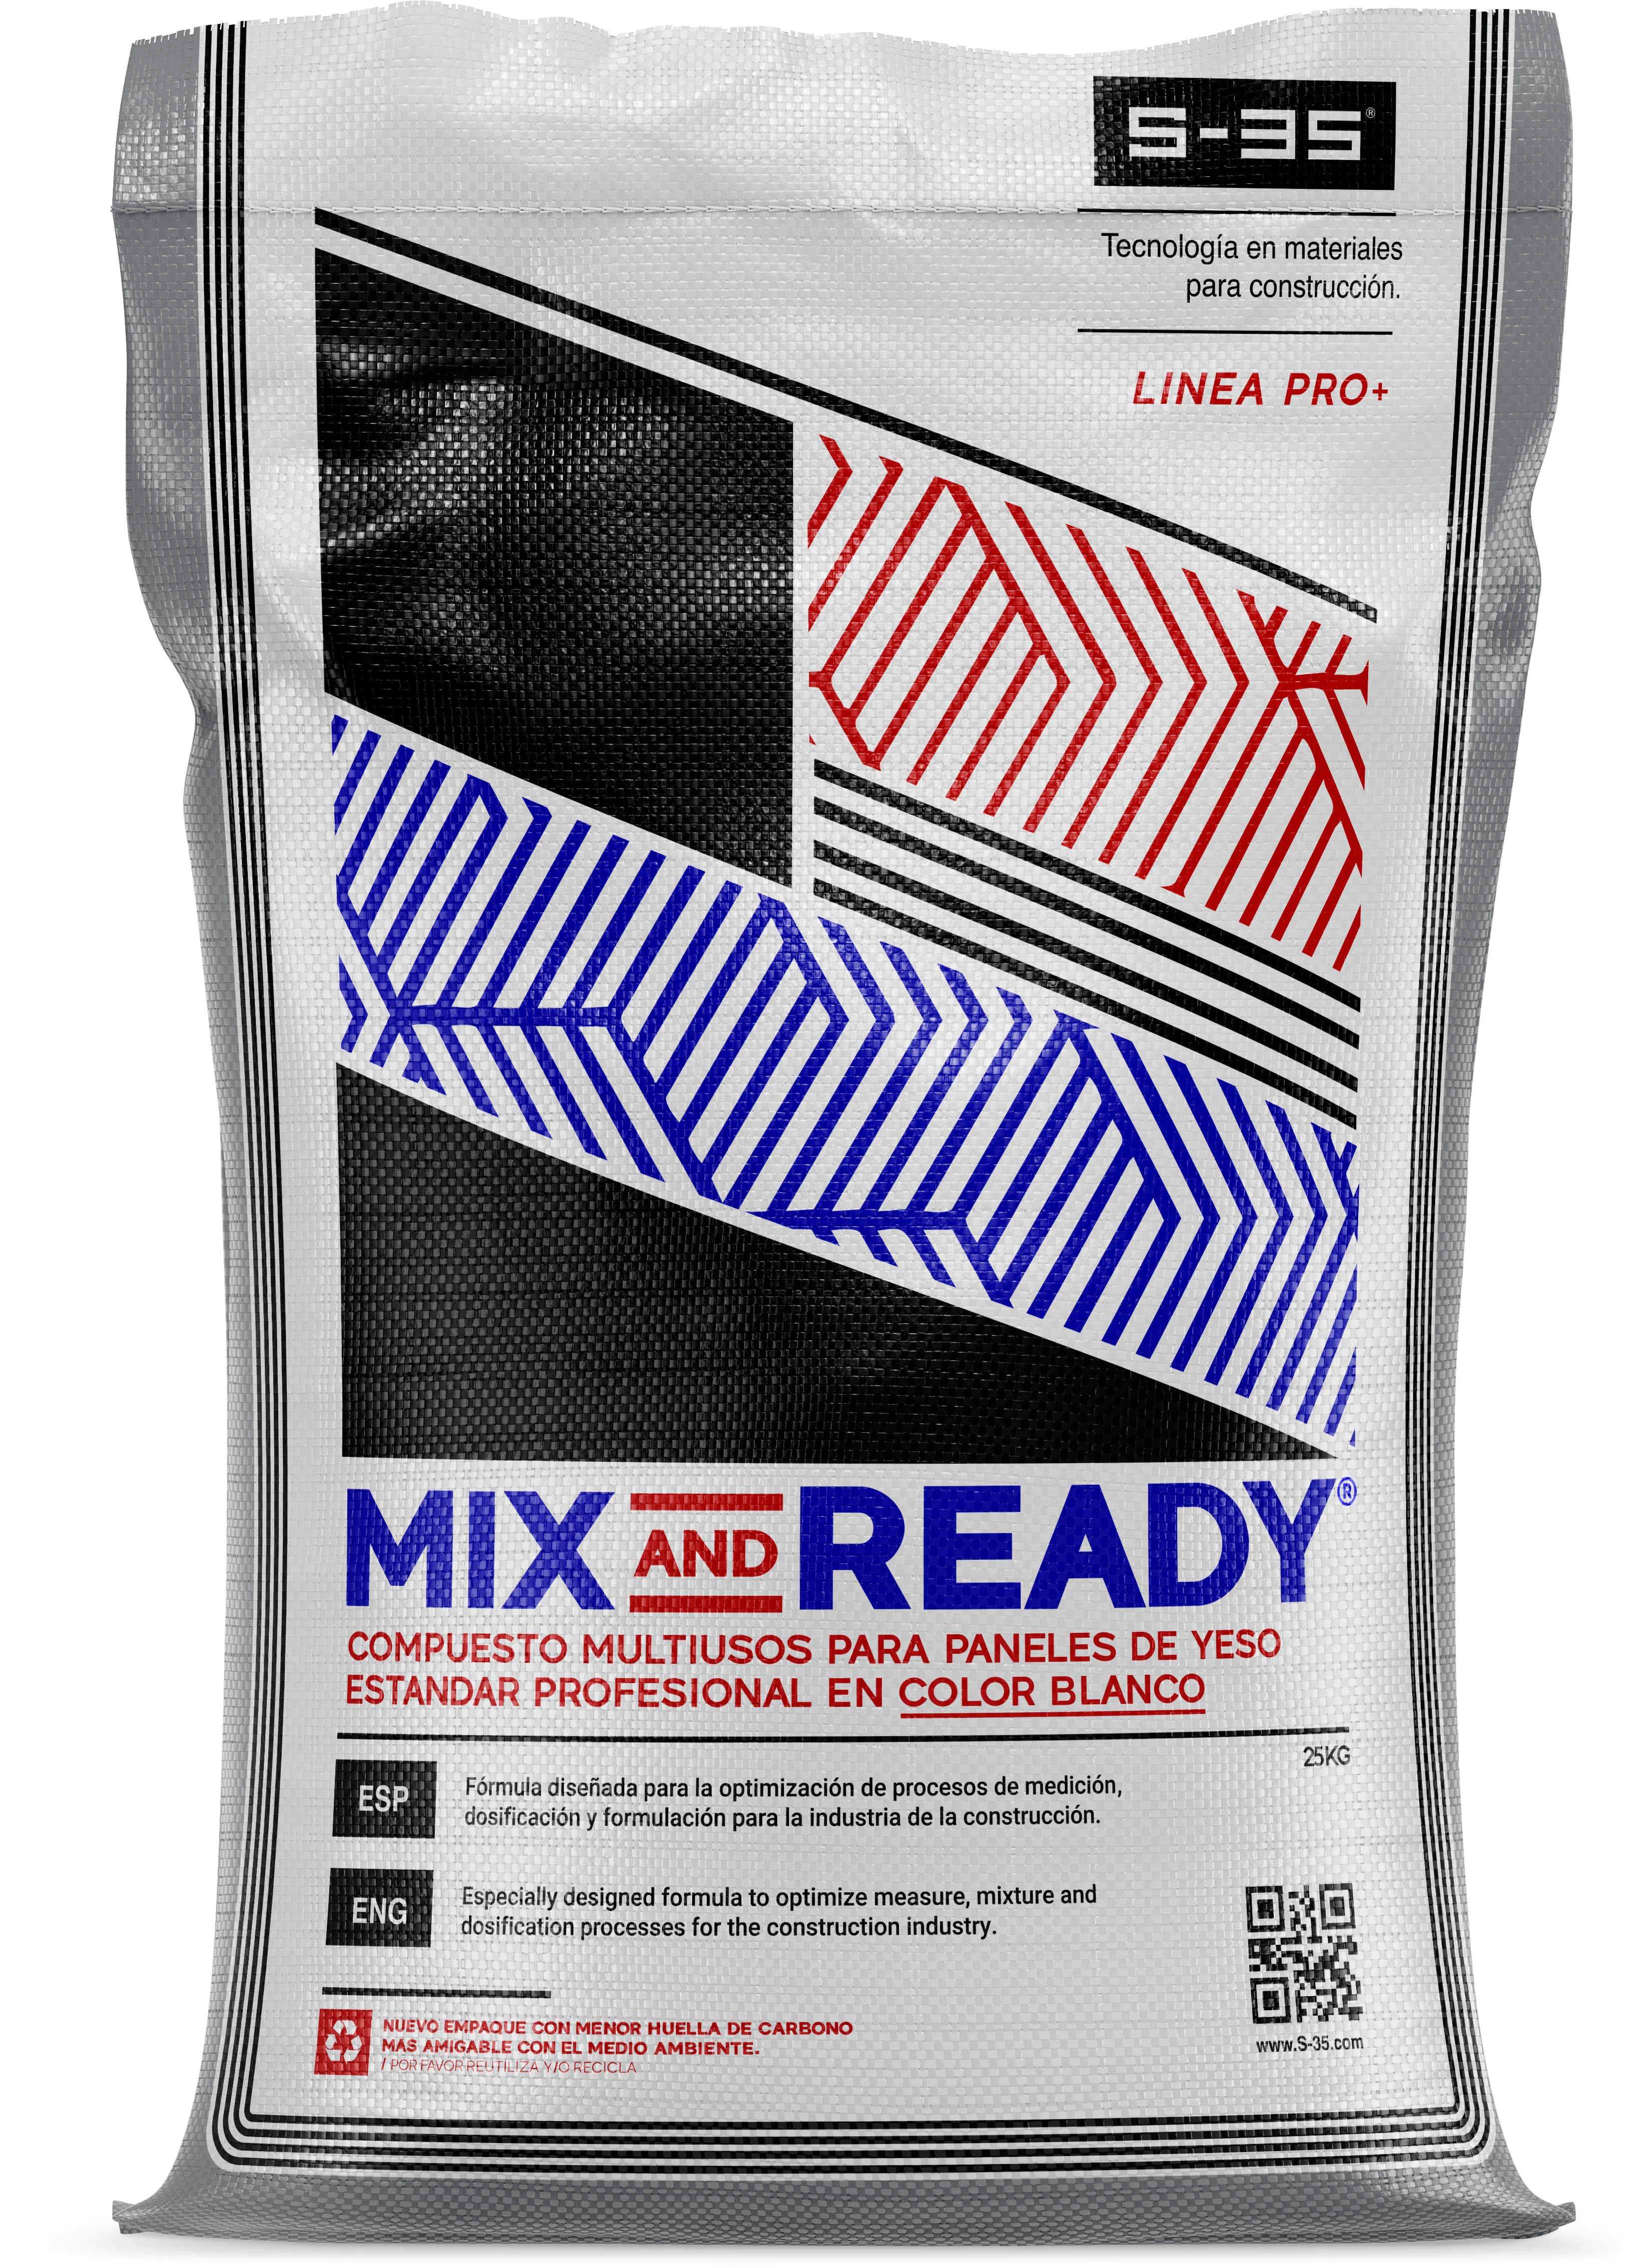 S-35®
Tecnología en materiales
para construcción.
LINEA PRO+
MIX AND READY®
COMPUESTO MULTIUSOS PARA PANELES DE YESO
ESTANDAR PROFESIONAL EN COLOR BLANCO
25KG
ESP
Fórmula diseñada para la optimización de procesos de medición,
dosificación y formulación para la industria de la construcción.
ENG
Especially designed formula to optimize measure, mixture and
dosification processes for the construction industry.
NUEVO EMPAQUE CON MENOR HUELLA DE CARBONO
MAS AMIGABLE CON EL MEDIO AMBIENTE.
/ POR FAVOR REUTILIZA Y/O RECICLA
www.S-35.com